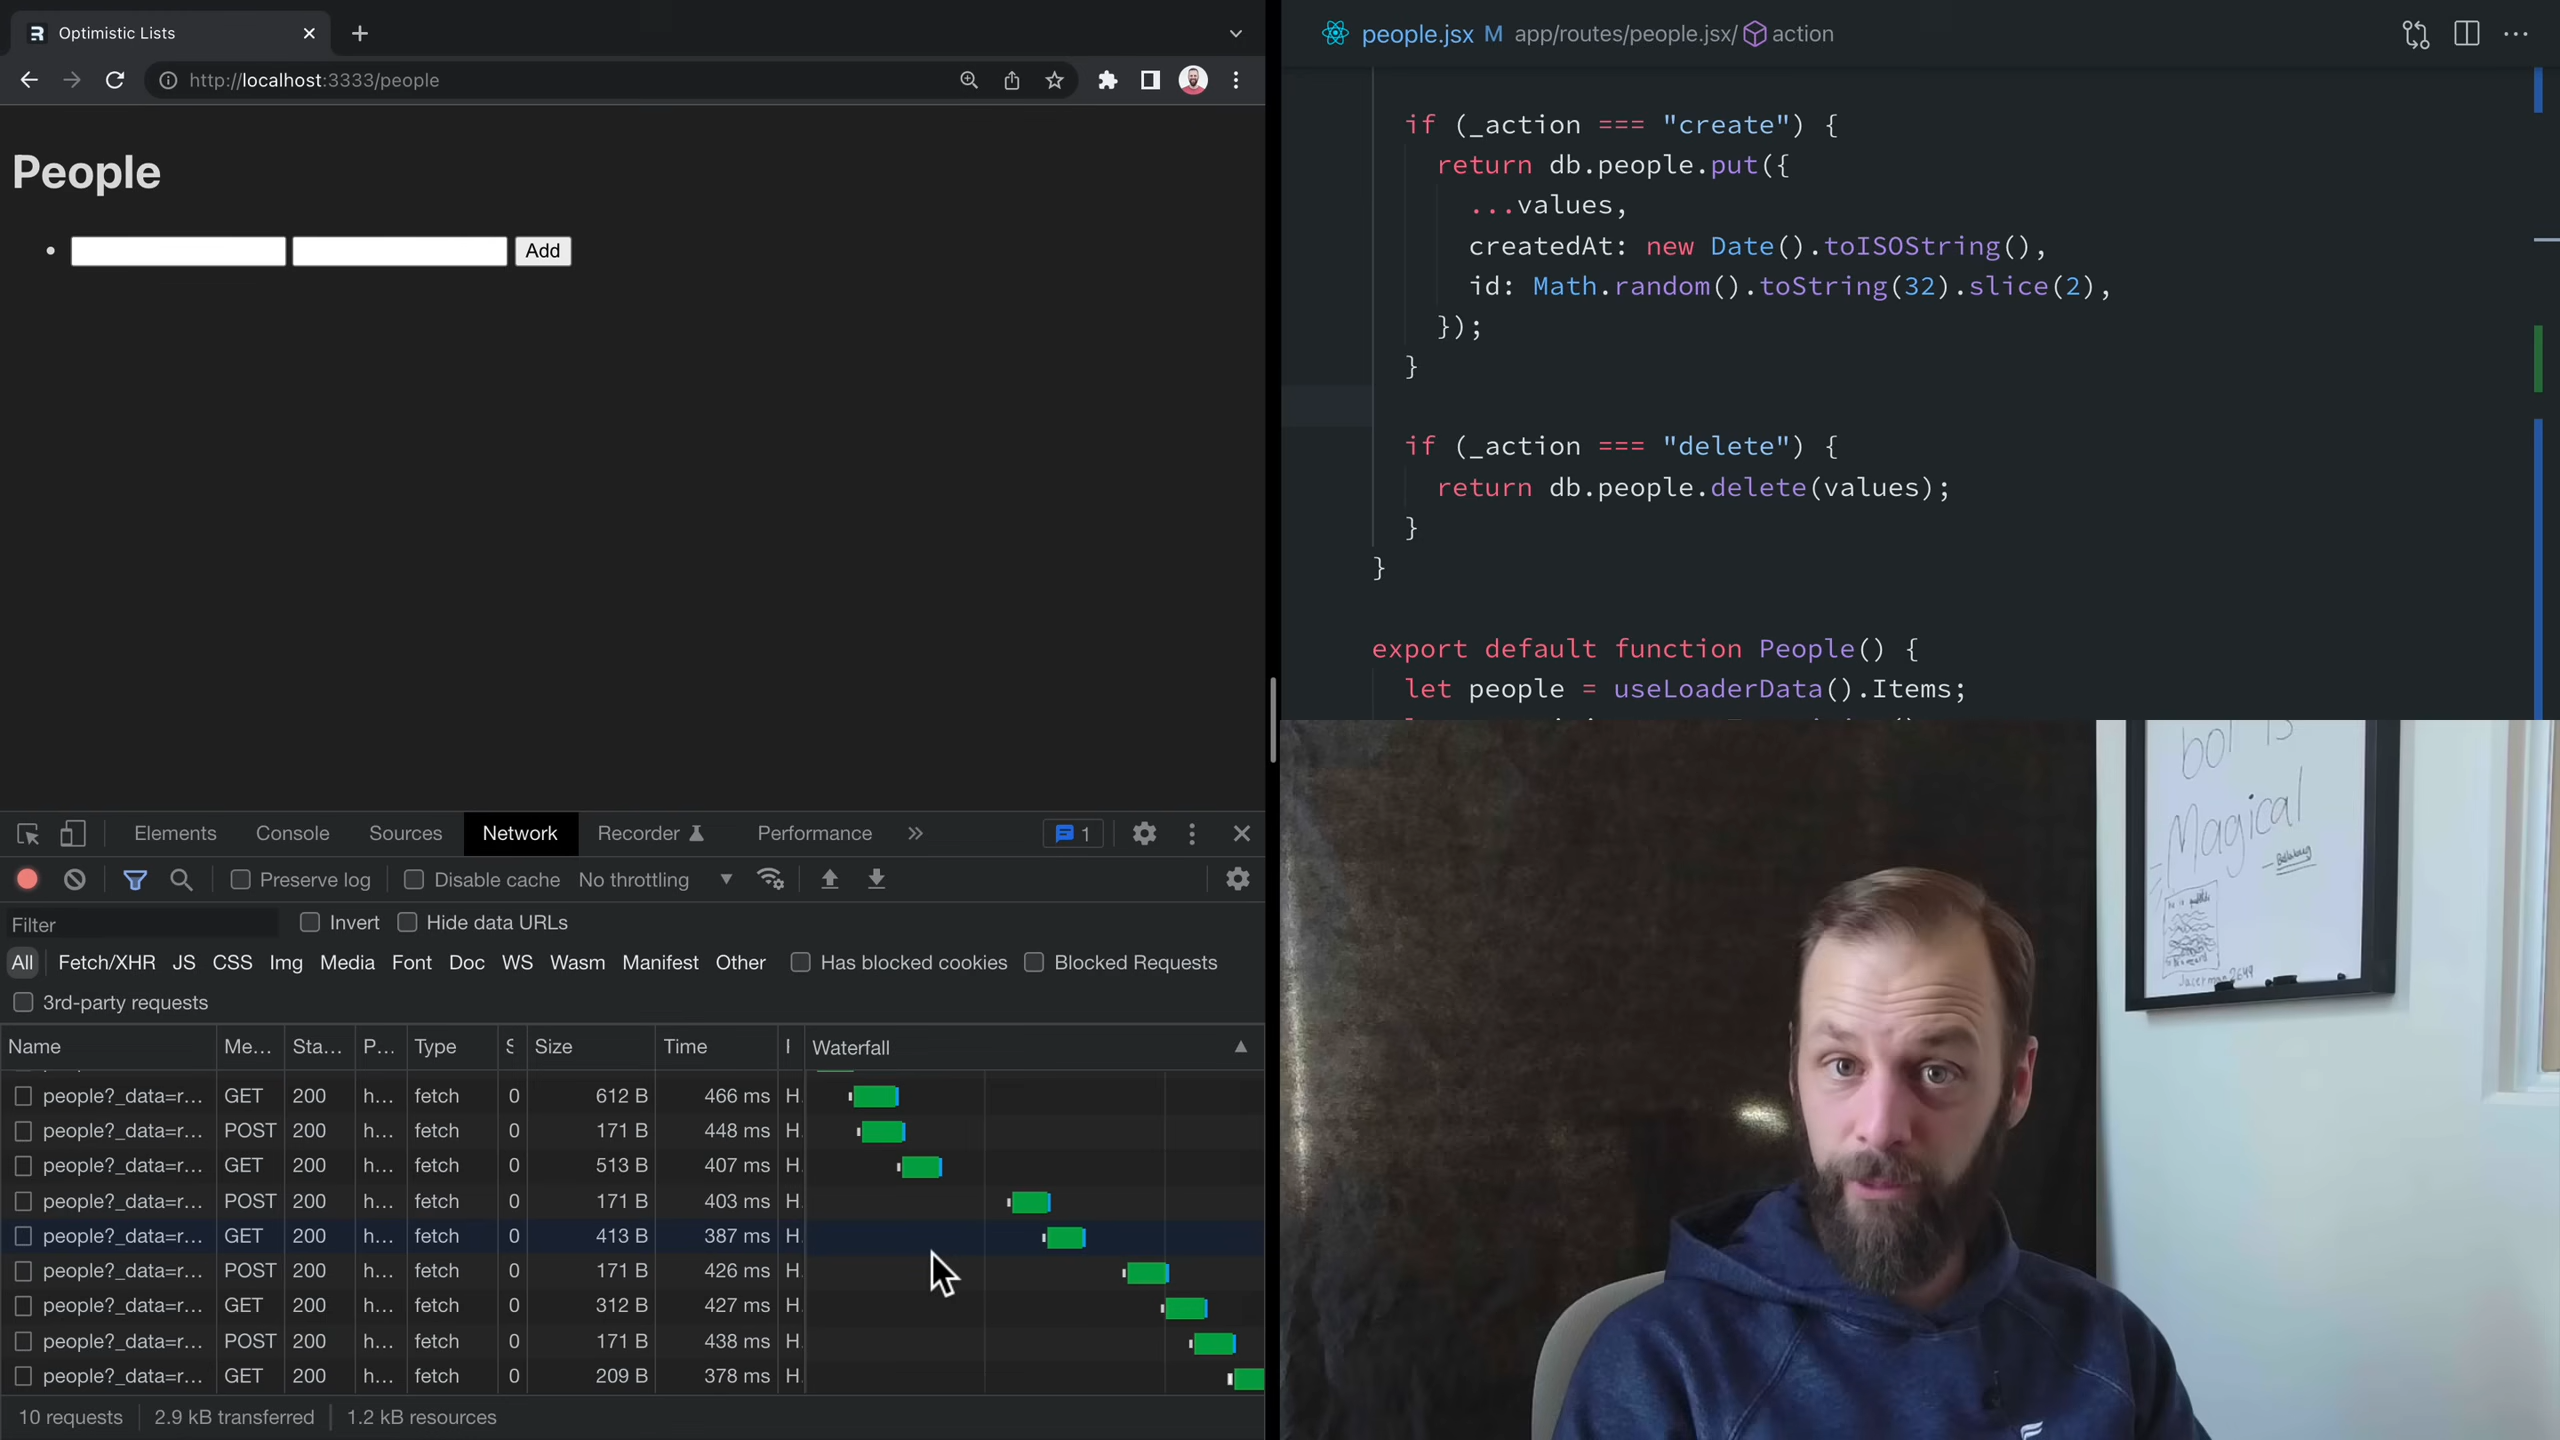 Optimistic Lists
http://localhost:3333/people
People
Add
Elements Console Sources Network Recorder Performance 1
Preserve log Disable cache No throttling
Filter Invert Hide data URLs
All Fetch/XHR JS CSS Img Media Font Doc WS Wasm Manifest Other Has blocked cookies Blocked Requests
3rd-party requests
Name Me... Sta... P... Type Size Time Waterfall
people?_data=r... GET 200 h... fetch 0 612 B 466 ms H.
people?_data=r... POST 200 h... fetch 0 171 B 448 ms H.
people?_data=r... GET 200 h... fetch 0 513 B 407 ms H.
people?_data=r... POST 200 h... fetch 0 171 B 403 ms H.
people?_data=r... GET 200 h... fetch 0 413 B 387 ms H.
people?_data=r... POST 200 h... fetch 0 171 B 426 ms H.
people?_data=r... GET 200 h... fetch 0 312 B 427 ms H.
people?_data=r... POST 200 h... fetch 0 171 B 438 ms H.
people?_data=r... GET 200 h... fetch 0 209 B 378 ms H.
10 requests 2.9 kB transferred 1.2 kB resources
people.jsx M app/routes/people.jsx/ action
if (_action === "create") {
return db.people.put({
...values,
createdAt: new Date().toISOString(),
id: Math.random().toString(32).slice(2),
});
}
if (_action === "delete") {
return db.people.delete(values);
}
}
export default function People() {
let people = useLoaderData().Items;
is
Magical